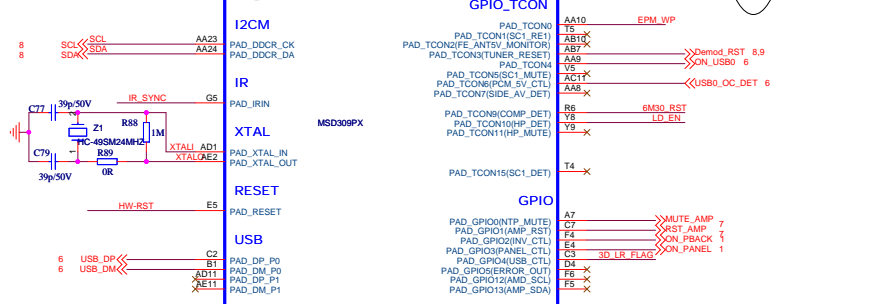 GPIO_TCON
I2CM
8 SCL SCL AA23 PAD_DDCR_CK
8 SDA SDA AA24 PAD_DDCR_DA
IR
IR_SYNC G5 PAD_IRIN
C77 39p/50V
Z1
HC-49SM24MHZ
2
1
R88
1M
C79
39p/50V
R89
0R
XTAL
XTALI AD1 PAD_XTAL_IN
XTALO AE2 PAD_XTAL_OUT
RESET
HW-RST E5 PAD_RESET
USB
6 USB_DP C2 PAD_DP_P0
6 USB_DM B1 PAD_DM_P0
AD11 PAD_DP_P1
AE11 PAD_DM_P1
MSD309PX
PAD_TCON0 AA10 EPM_WP
PAD_TCON1(SC1_RE1) T5
PAD_TCON2(FE_ANT5V_MONITOR) AB10
PAD_TCON3(TUNER_RESET) AB7 Demod_RST 8,9
PAD_TCON4 AA9 ON_USB0 6
PAD_TCON5(SC1_MUTE) V5
PAD_TCON6(PCM_5V_CTL) AC11 USB0_OC_DET 6
PAD_TCON7(SIDE_AV_DET) AA8
PAD_TCON9(COMP_DET) R6 6M30_RST
PAD_TCON10(HP_DET) Y8 LD_EN
PAD_TCON11(HP_MUTE) Y9
PAD_TCON15(SC1_DET) T4
GPIO
PAD_GPIO0(NTP_MUTE) A7 MUTE_AMP 7
PAD_GPIO1(AMP_RST) C7 RST_AMP 7
PAD_GPIO2(INV_CTL) F4 ON_PBACK 1
PAD_GPIO3(PANEL_CTL) E4 ON_PANEL 1
PAD_GPIO4(USB_CTL) C3 3D_LR_FLAG
PAD_GPIO5(ERROR_OUT) D4
PAD_GPIO12(AMD_SCL) F6
PAD_GPIO13(AMP_SDA) F5